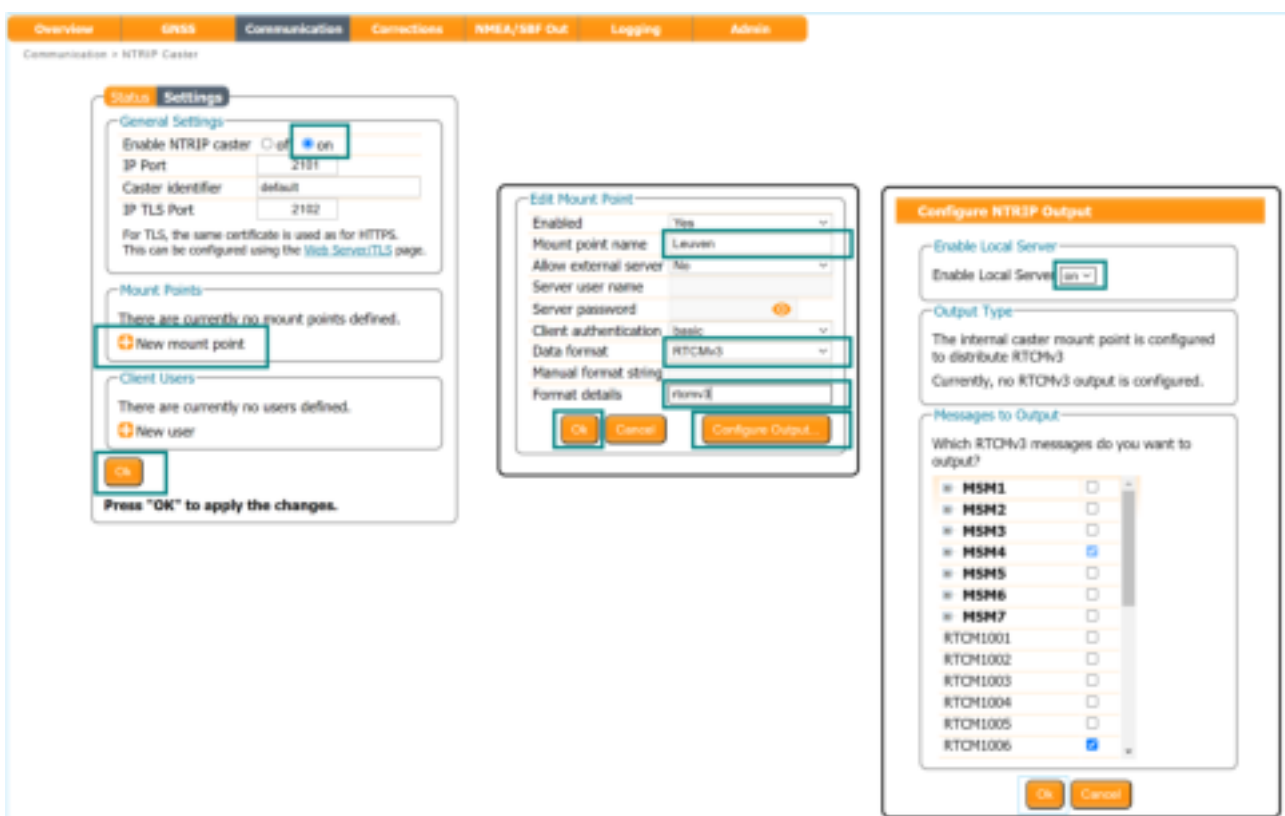 Overview GNSS Communication Corrections NMEA/SBF Out Logging Admin
Communication > NTRIP Caster
Status Settings
General Settings
Enable NTRIP caster of on
IP Port 2101
Caster identifier default
IP TLS Port 2102
For TLS, the same certificate is used as for HTTPS.
This can be configured using the Web Server/TLS page.
Mount Points
There are currently no mount points defined.
New mount point
Client Users
There are currently no users defined.
New user
Ok
Press "OK" to apply the changes.
Edit Mount Point
Enabled Yes
Mount point name Leuven
Allow external server No
Server user name
Server password
Client authentication basic
Data format RTCMv3
Manual format string
Format details rtcmv3
Ok Cancel Configure Output...
Configure NTRIP Output
Enable Local Server
Enable Local Server on
Output Type
The internal caster mount point is configured
to distribute RTCMv3
Currently, no RTCMv3 output is configured.
Messages to Output
Which RTCMv3 messages do you want to
output?
MSM1
MSM2
MSM3
MSM4
MSM5
MSM6
MSM7
RTCM1001
RTCM1002
RTCM1003
RTCM1004
RTCM1005
RTCM1006
Ok Cancel